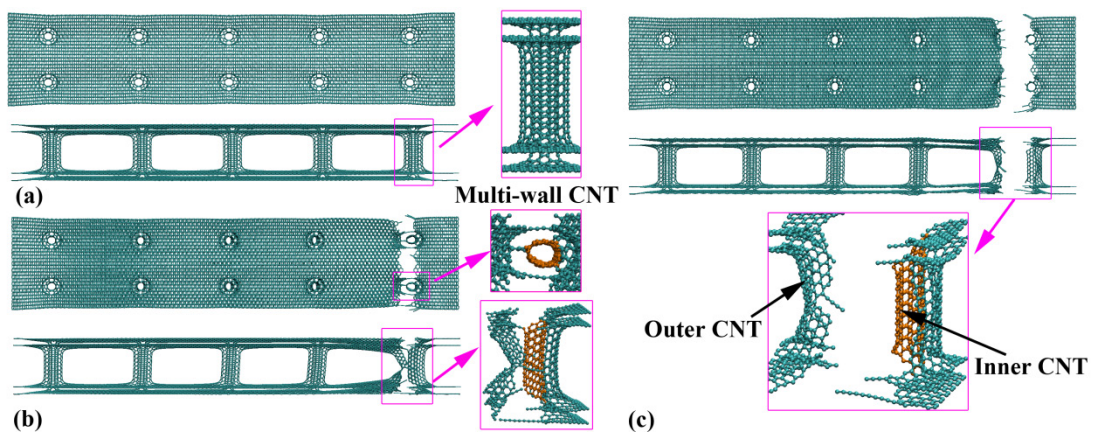 (a)
Multi-wall CNT
(b)
(c)
Outer CNT
Inner CNT